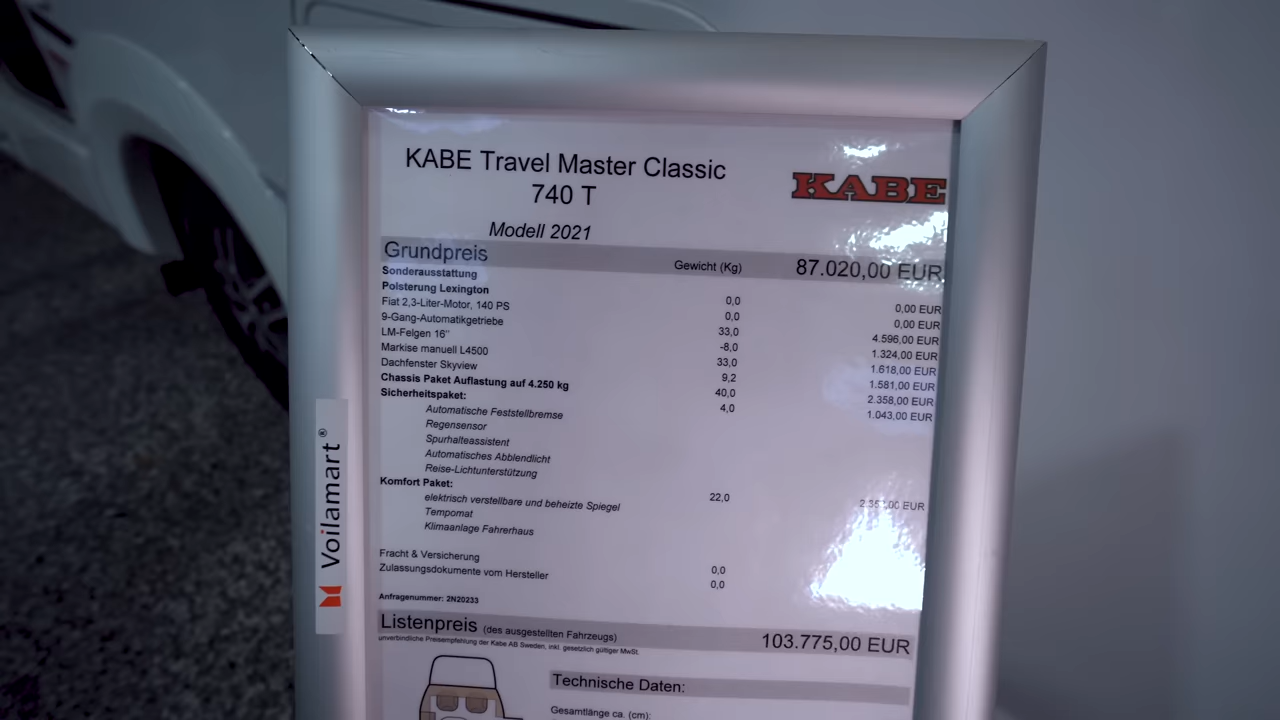 KABE Travel Master Classic
740 T
KABE
Modell 2021
Grundpreis Gewicht (Kg) 87.020,00 EUR
Sonderausstattung
Polsterung Lexington 0,0 0,00 EUR
Fiat 2,3-Liter-Motor, 140 PS 0,0 0,00 EUR
9-Gang-Automatikgetriebe 33,0 4.596,00 EUR
LM-Felgen 16" -8,0 1.324,00 EUR
Markise manuell L4500 33,0 1.618,00 EUR
Dachfenster Skyview 9,2 1.581,00 EUR
Chassis Paket Auflastung auf 4.250 kg 40,0 2.358,00 EUR
Sicherheitspaket: 4,0 1.043,00 EUR
Automatische Feststellbremse
Regensensor
Spurhalteassistent
Automatisches Abblendlicht
Reise-Lichtunterstützung
Komfort Paket: 22,0 EUR
elektrisch verstellbare und beheizte Spiegel
Tempomat
Klimaanlage Fahrerhaus
Fracht & Versicherung 0,0
Zulassungsdokumente vom Hersteller 0,0
Anfragenummer: 2N20233
Listenpreis (des ausgestellten Fahrzeugs) 103.775,00 EUR
unverbindliche Preisempfehlung der Kabe AB Sweden, inkl. gesetzlich gültiger MwSt.
Technische Daten:
Gesamtlänge ca. (cm):
Voilamart®